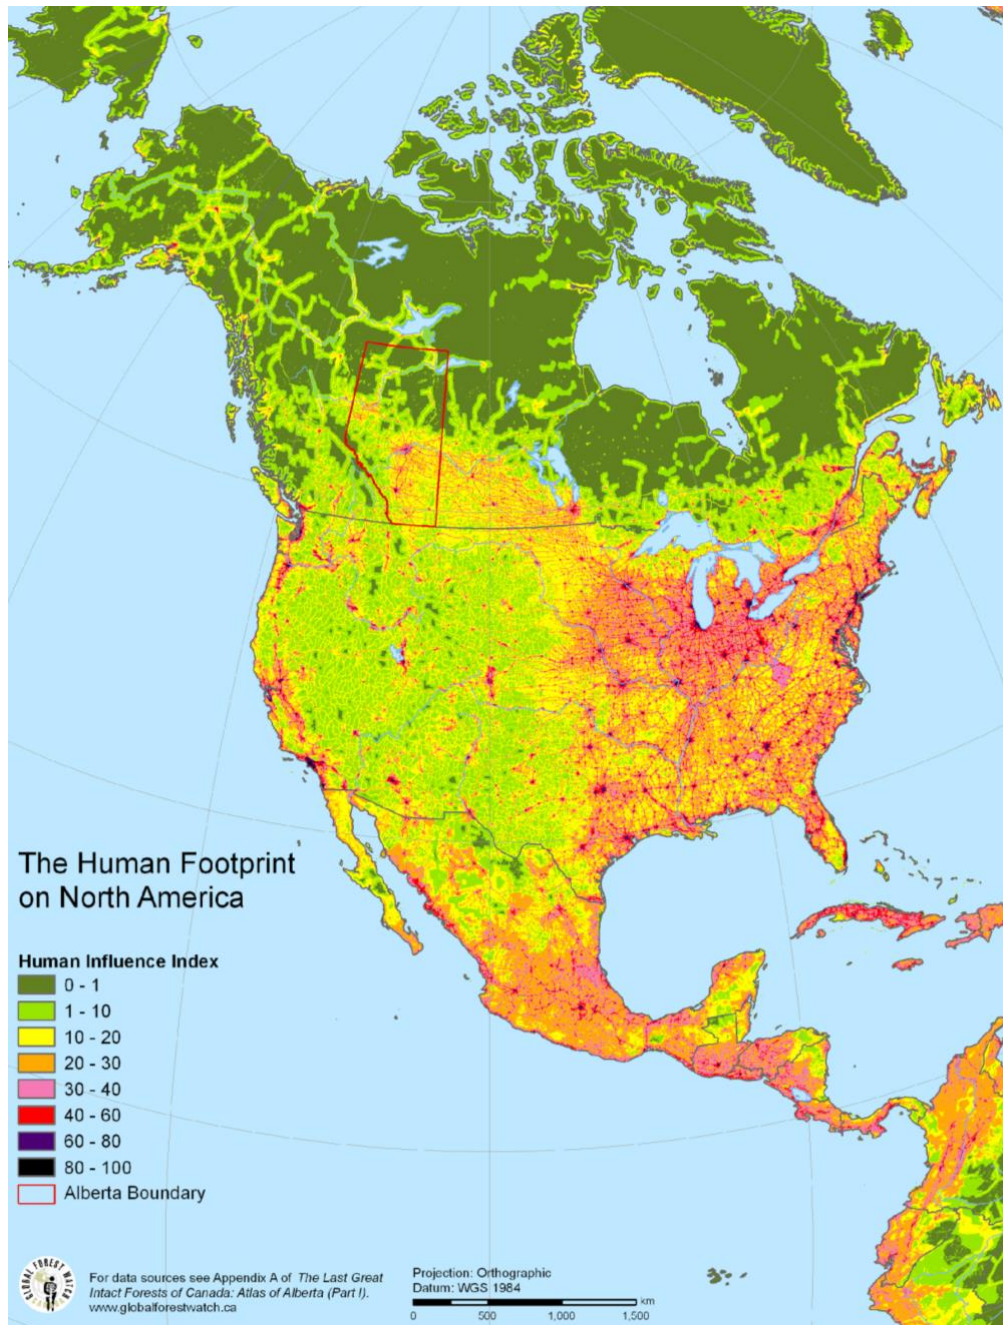 The Human Footprint
on North America
Human Influence Index
0 - 1
1 - 10
10 - 20
20 - 30
30 - 40
40 - 60
60 - 80
80 - 100
Alberta Boundary
GLOBAL FOREST WATCH
For data sources see Appendix A of The Last Great
Intact Forests of Canada: Atlas of Alberta (Part I).
www.globalforestwatch.ca
Projection: Orthographic
Datum: WGS 1984
km
0 500 1,000 1,500